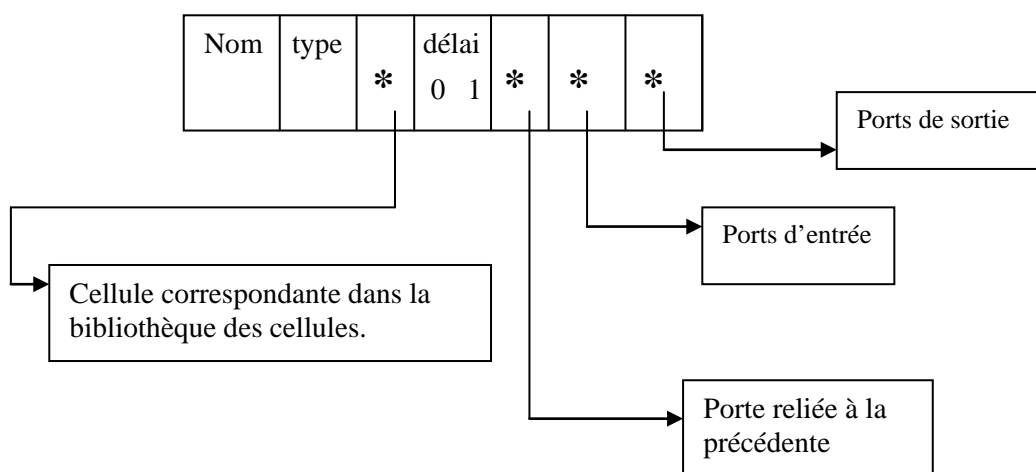 Nom type délai
* 0 1 * * *
Ports de sortie
Ports d’entrée
Cellule correspondante dans la
bibliothèque des cellules.
Porte reliée à la
précédente